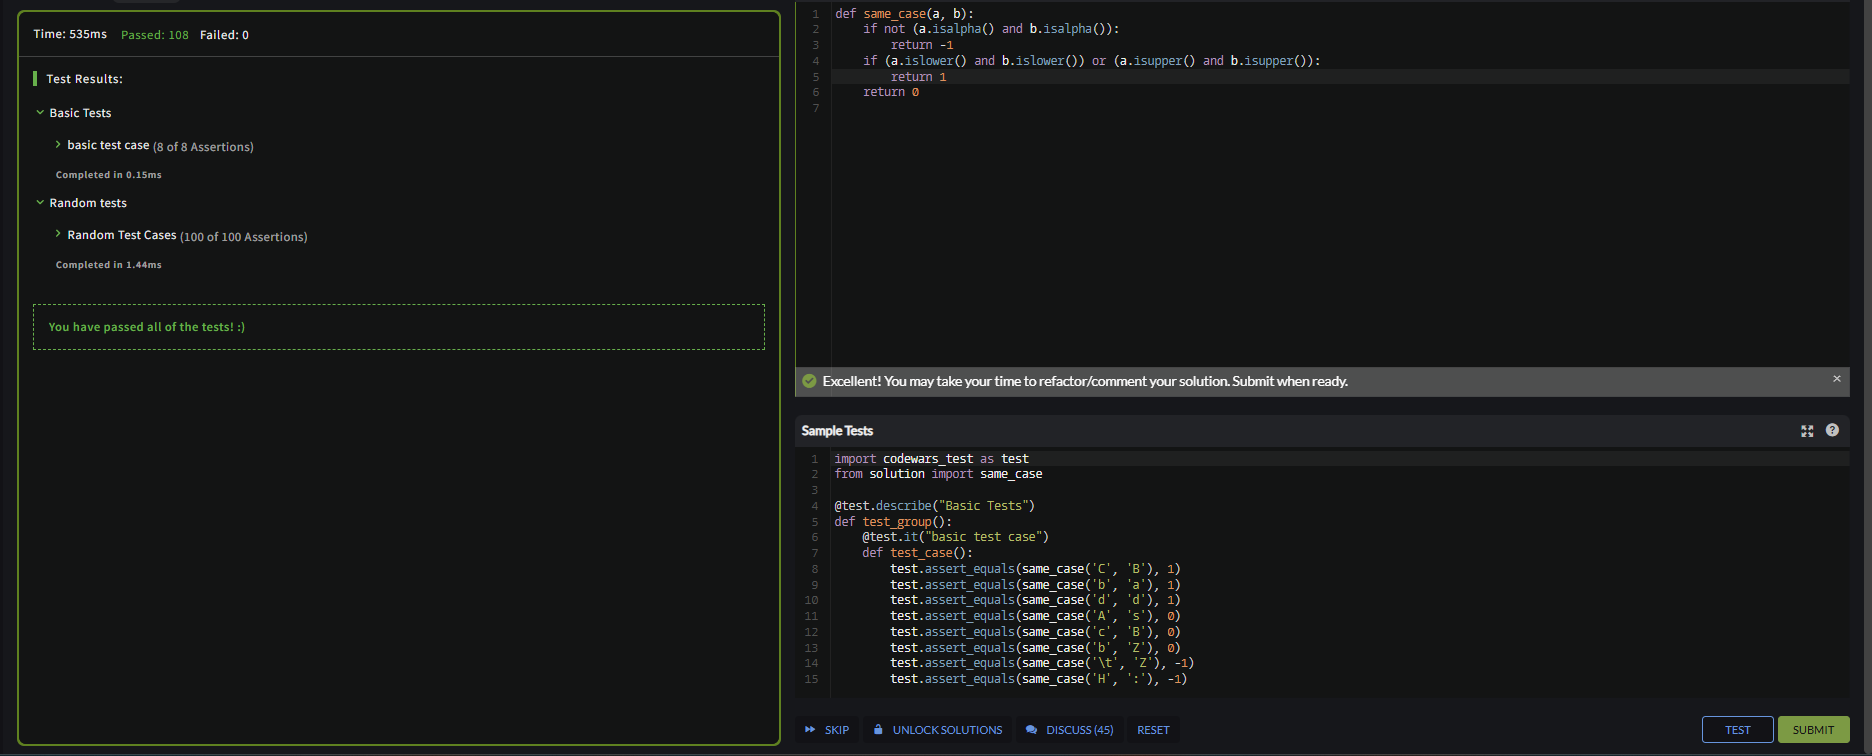 Time: 535ms Passed: 108 Failed: 0
Test Results:
Basic Tests
basic test case (8 of 8 Assertions)
Completed in 0.15ms
Random tests
Random Test Cases (100 of 100 Assertions)
Completed in 1.44ms
You have passed all of the tests! :)
1 def same_case(a, b):
2     if not (a.isalpha() and b.isalpha()):
3         return -1
4     if (a.islower() and b.islower()) or (a.isupper() and b.isupper()):
5         return 1
6     return 0
7
Excellent! You may take your time to refactor/comment your solution. Submit when ready. ×
Sample Tests
1 import codewars_test as test
2 from solution import same_case
3
4 @test.describe("Basic Tests")
5 def test_group():
6     @test.it("basic test case")
7     def test_case():
8         test.assert_equals(same_case('C', 'B'), 1)
9         test.assert_equals(same_case('b', 'a'), 1)
10         test.assert_equals(same_case('d', 'd'), 1)
11         test.assert_equals(same_case('A', 's'), 0)
12         test.assert_equals(same_case('c', 'B'), 0)
13         test.assert_equals(same_case('b', 'Z'), 0)
14         test.assert_equals(same_case('\t', 'Z'), -1)
15         test.assert_equals(same_case('H', ':'), -1)
SKIP UNLOCK SOLUTIONS DISCUSS (45) RESET TEST SUBMIT